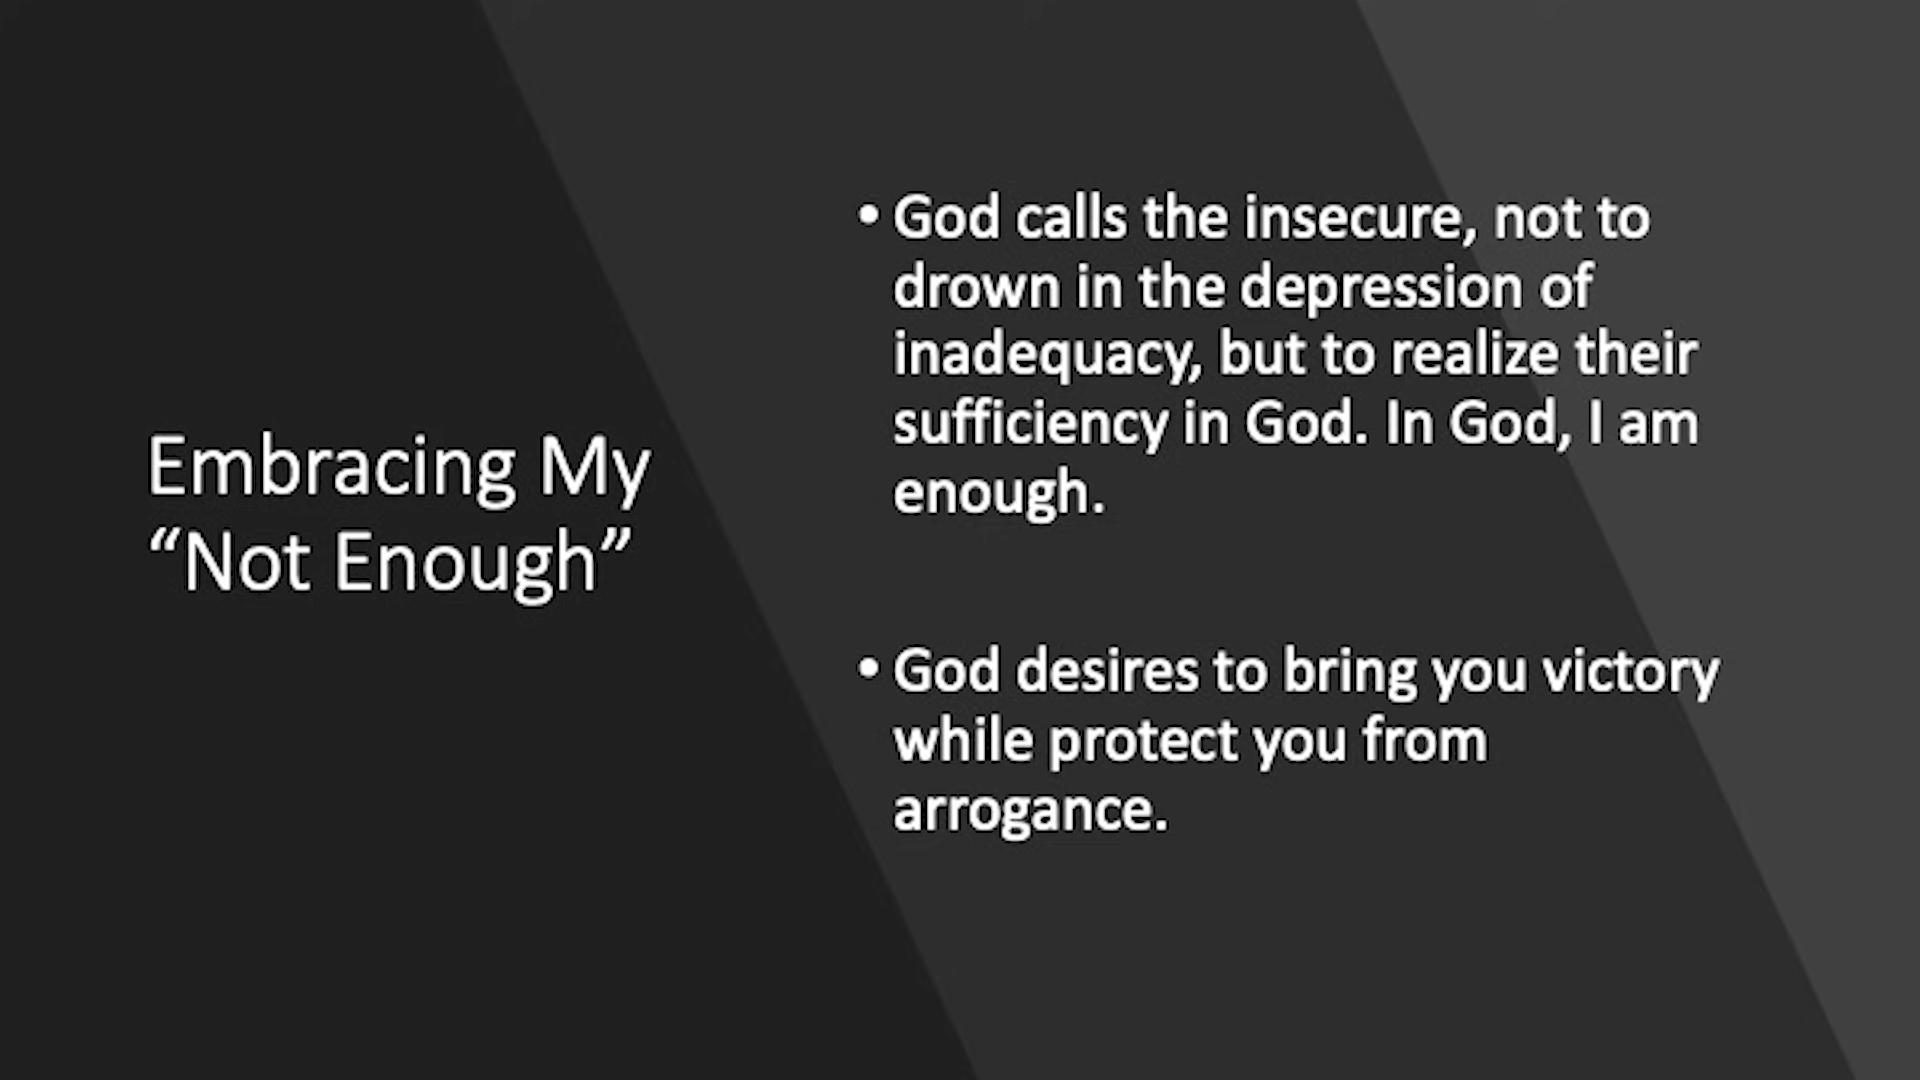 Embracing My
“Not Enough”
• God calls the insecure, not to
drown in the depression of
inadequacy, but to realize their
sufficiency in God. In God, I am
enough.
• God desires to bring you victory
while protect you from
arrogance.